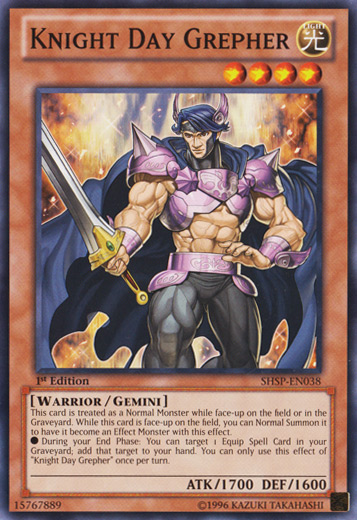 KNIGHT DAY GREPHER
LIGHT
光
1st Edition
SHSP-EN038
[WARRIOR / GEMINI]
This card is treated as a Normal Monster while face-up on the field or in the
Graveyard. While this card is face-up on the field, you can Normal Summon it
to have it become an Effect Monster with this effect.
● During your End Phase: You can target 1 Equip Spell Card in your
Graveyard; add that target to your hand. You can only use this effect of
"Knight Day Grepher" once per turn.
ATK/1700 DEF/1600
15767889
©1996 KAZUKI TAKAHASHI